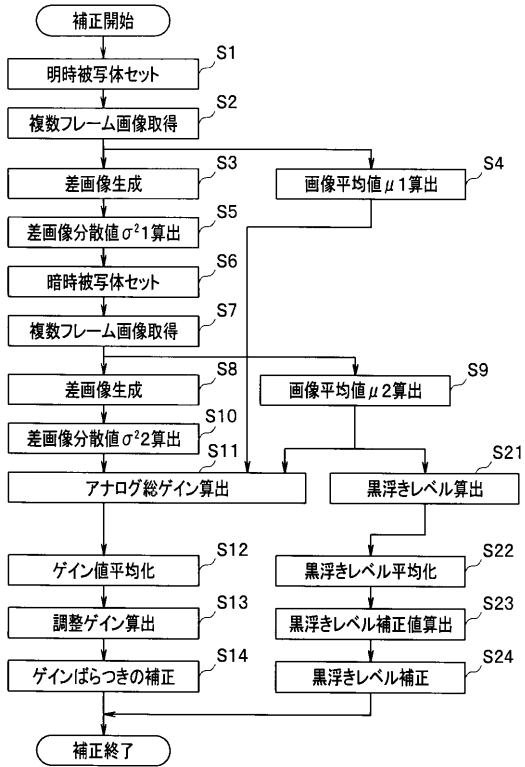 補正開始
S1
明時被写体セット
S2
複数フレーム画像取得
S3
差画像生成
S4
画像平均値μ1算出
S5
差画像分散値σ²1算出
S6
暗時被写体セット
S7
複数フレーム画像取得
S8
差画像生成
S9
画像平均値μ2算出
S10
差画像分散値σ²2算出
S11
アナログ総ゲイン算出
S21
黒浮きレベル算出
S12
ゲイン値平均化
S22
黒浮きレベル平均化
S13
調整ゲイン算出
S23
黒浮きレベル補正値算出
S14
ゲインばらつきの補正
S24
黒浮きレベル補正
補正終了